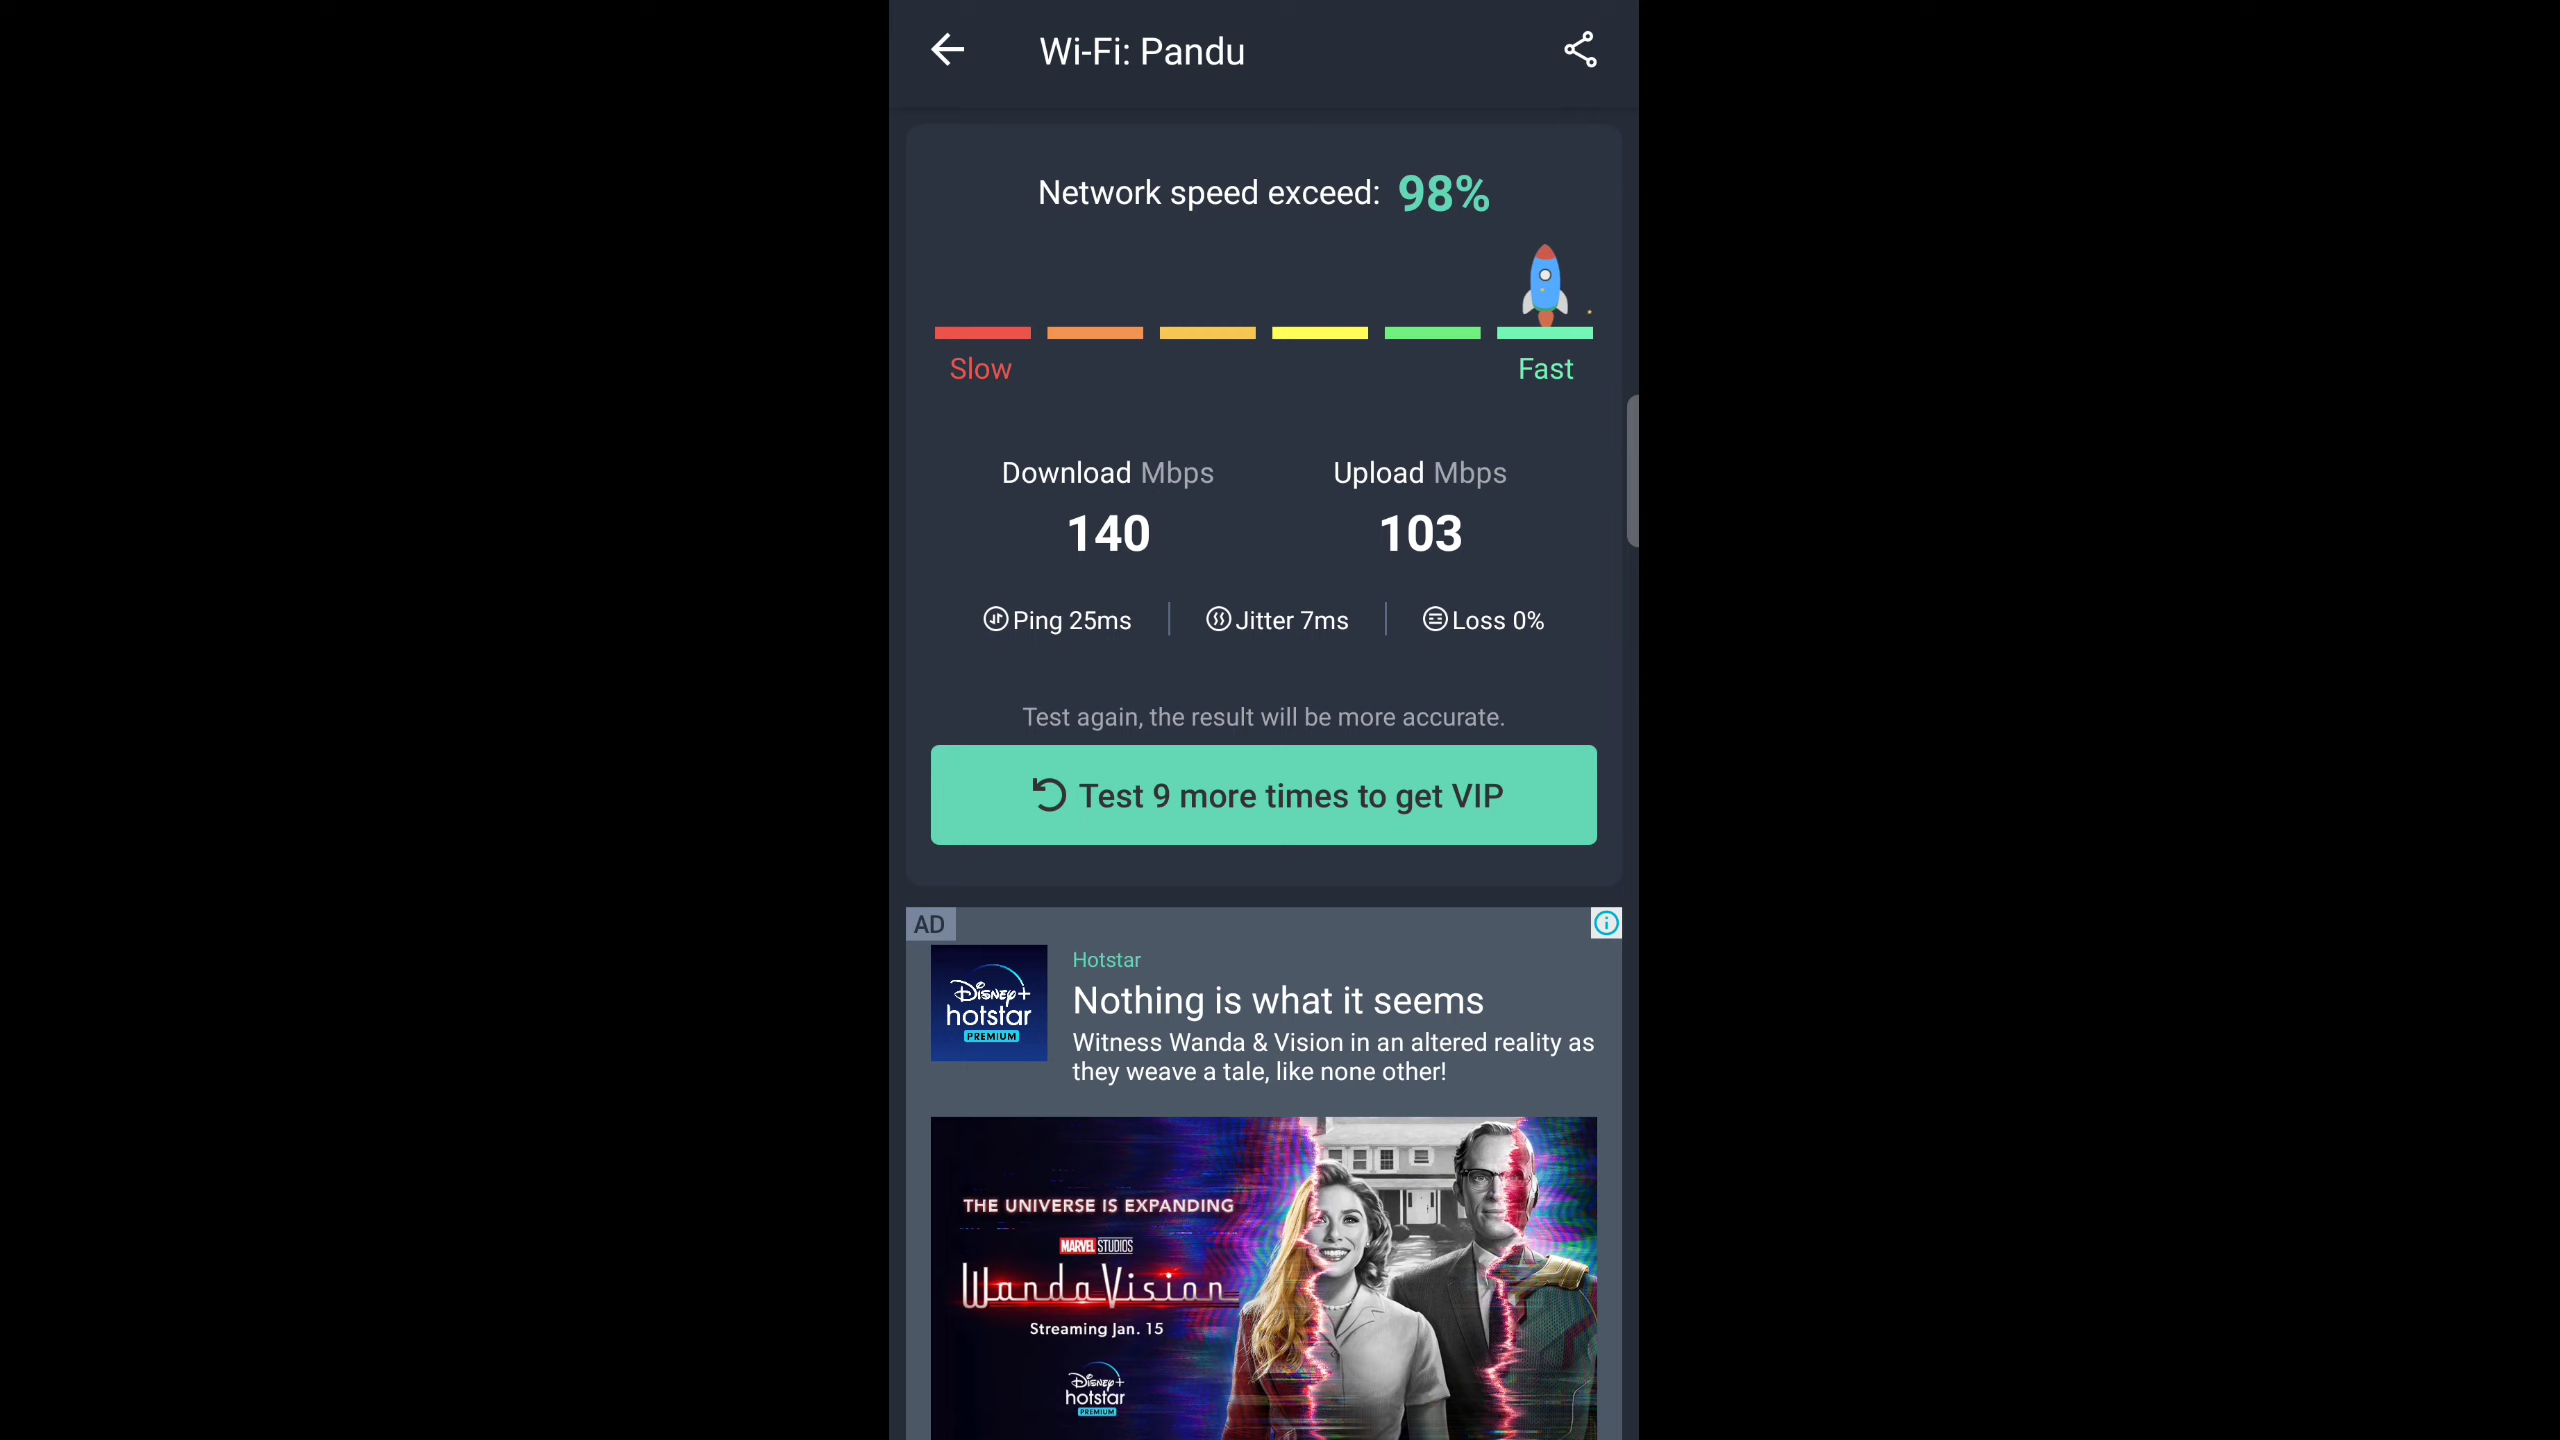 Wi-Fi: Pandu
Network speed exceed: 98%
Slow
Fast
Download Mbps
Upload Mbps
140
103
Ping 25ms
Jitter 7ms
Loss 0%
Test again, the result will be more accurate.
Test 9 more times to get VIP
AD
Hotstar
Disney+
hotstar
PREMIUM
Nothing is what it seems
Witness Wanda & Vision in an altered reality as
they weave a tale, like none other!
THE UNIVERSE IS EXPANDING
MARVEL STUDIOS
WandaVision
Streaming Jan. 15
Disney+
hotstar
PREMIUM